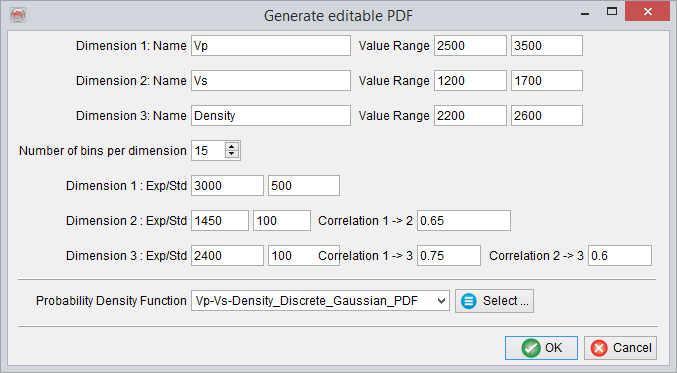 Generate editable PDF
Dimension 1: Name Vp Value Range 2500 3500
Dimension 2: Name Vs Value Range 1200 1700
Dimension 3: Name Density Value Range 2200 2600
Number of bins per dimension 15
Dimension 1 : Exp/Std 3000 500
Dimension 2 : Exp/Std 1450 100 Correlation 1 -> 2 0.65
Dimension 3 : Exp/Std 2400 100 Correlation 1 -> 3 0.75 Correlation 2 -> 3 0.6
Probability Density Function Vp-Vs-Density_Discrete_Gaussian_PDF Select ...
OK Cancel